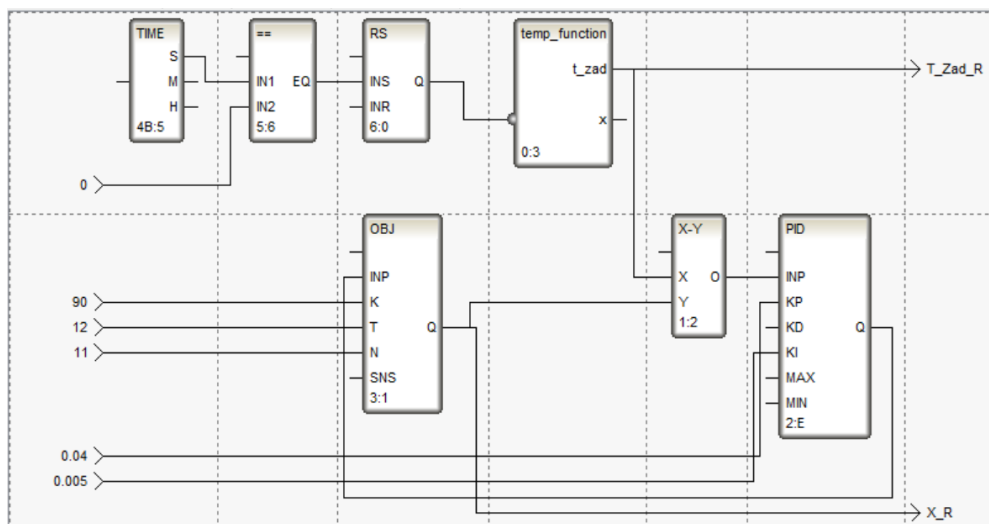 TIME
S
M
H
4B:5
==
IN1 EQ
IN2
5:6
RS
INS Q
INR
6:0
temp_function
t_zad
x
0:3
T_Zad_R
0
OBJ
INP
K
T Q
N
SNS
3:1
X-Y
X O
Y
1:2
PID
INP
KP
KD Q
KI
MAX
MIN
2:E
90
12
11
0.04
0.005
X_R